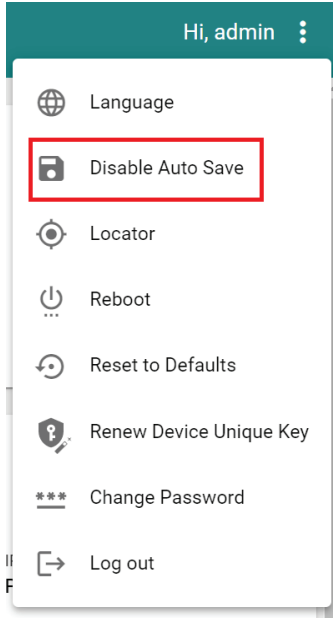 Hi, admin
Language
Disable Auto Save
Locator
Reboot
Reset to Defaults
Renew Device Unique Key
Change Password
Log out